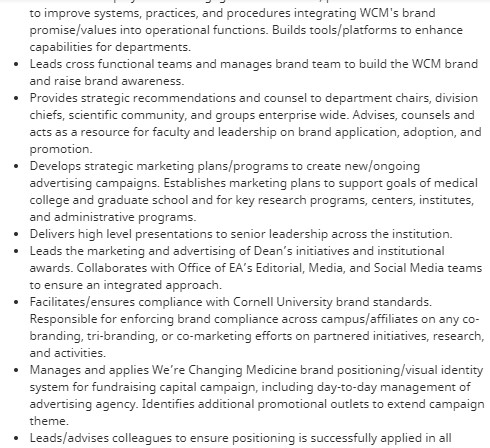 to improve systems, practices, and procedures integrating WCM's brand
promise/values into operational functions. Builds tools/platforms to enhance
capabilities for departments.
• Leads cross functional teams and manages brand team to build the WCM brand
and raise brand awareness.
• Provides strategic recommendations and counsel to department chairs, division
chiefs, scientific community, and groups enterprise wide. Advises, counsels and
acts as a resource for faculty and leadership on brand application, adoption, and
promotion.
• Develops strategic marketing plans/programs to create new/ongoing
advertising campaigns. Establishes marketing plans to support goals of medical
college and graduate school and for key research programs, centers, institutes,
and administrative programs.
• Delivers high level presentations to senior leadership across the institution.
• Leads the marketing and advertising of Dean's initiatives and institutional
awards. Collaborates with Office of EA's Editorial, Media, and Social Media teams
to ensure an integrated approach.
• Facilitates/ensures compliance with Cornell University brand standards.
Responsible for enforcing brand compliance across campus/affiliates on any co-
branding, tri-branding, or co-marketing efforts on partnered initiatives, research,
and activities.
• Manages and applies We're Changing Medicine brand positioning/visual identity
system for fundraising capital campaign, including day-to-day management of
advertising agency. Identifies additional promotional outlets to extend campaign
theme.
• Leads/advises colleagues to ensure positioning is successfully applied in all